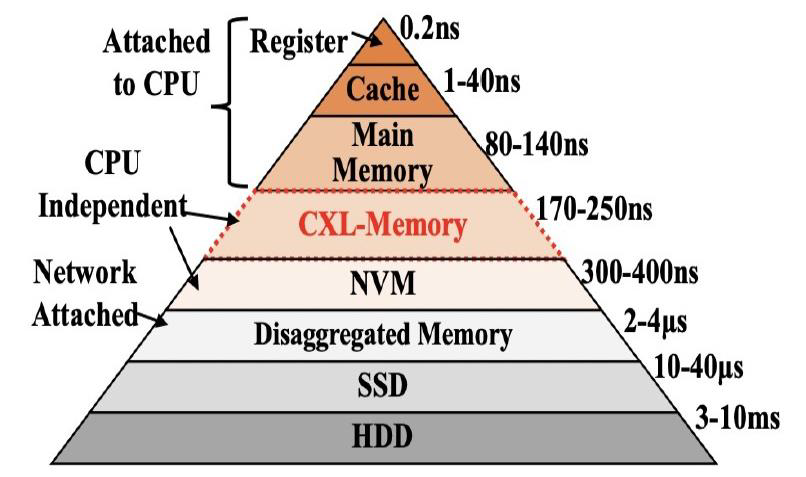 Attached
to CPU
Register
0.2ns
Cache
1-40ns
Main
Memory
80-140ns
CPU
Independent
CXL-Memory
170-250ns
NVM
300-400ns
Network
Attached
Disaggregated Memory
2-4µs
SSD
10-40µs
HDD
3-10ms